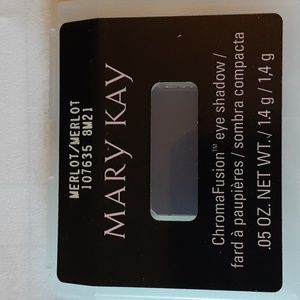 MERLOT/MERLOT
107635 8M21
MARY KAY
ChromaFusion™ eye shadow /
fard à paupières / sombra compacta
.05 OZ. NET WT./ 1.4 g / 1,4 g